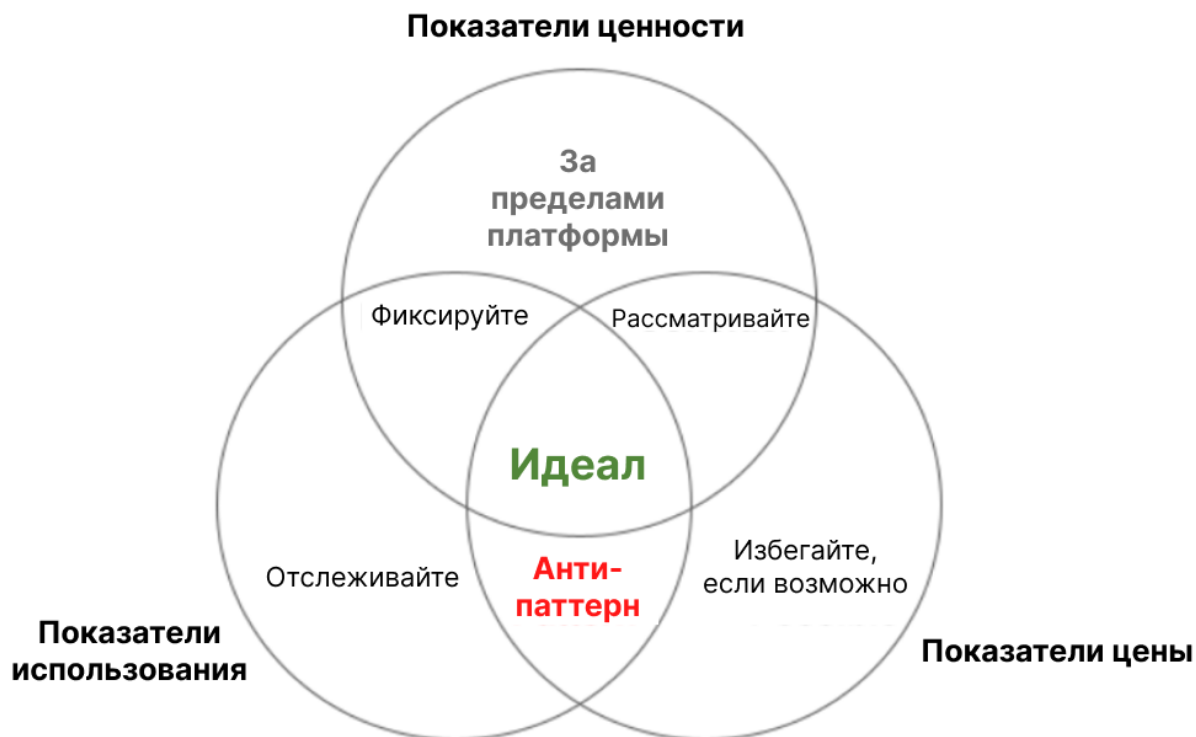 Показатели ценности
За
пределами
платформы
Фиксируйте
Рассматривайте
Идеал
Отслеживайте
Анти-
паттерн
Избегайте,
если возможно
Показатели
использования
Показатели цены